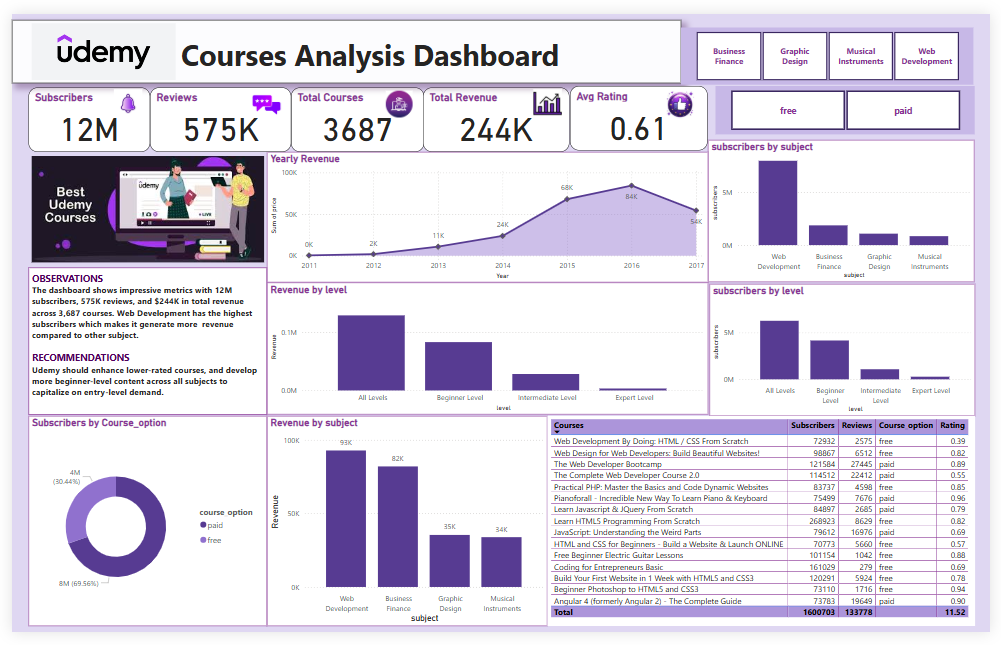 ûdemy
Courses Analysis Dashboard
Business Finance
Graphic Design
Musical Instruments
Web Development
free
paid
Subscribers
12M
Reviews
575K
Total Courses
3687
Total Revenue
244K
Avg Rating
0.61
Best
Udemy
Courses
ûdemy
LIVE
OBSERVATIONS
The dashboard shows impressive metrics with 12M
subscribers, 575K reviews, and $244K in total revenue
across 3,687 courses. Web Development has the highest
subscribers which makes it generate more revenue
compared to other subject.
RECOMMENDATIONS
Udemy should enhance lower-rated courses, and develop
more beginner-level content across all subjects to
capitalize on entry-level demand.
Yearly Revenue
Sum of price
100K
50K
0K
0K
2K
11K
24K
68K
84K
54K
2011 2012 2013 2014 2015 2016 2017
Year
subscribers by subject
subscribers
5M
0M
Web Development
Business Finance
Graphic Design
Musical Instruments
subject
Revenue by level
Revenue
0.1M
0.0M
All Levels Beginner Level Intermediate Level Expert Level
level
subscribers by level
subscribers
5M
0M
All Levels
Beginner Level
Intermediate Level
Expert Level
level
Subscribers by Course_option
4M
(30.44%)
8M (69.56%)
course option
paid
free
Revenue by subject
Revenue
100K
50K
0K
93K
82K
35K
34K
Web Development
Business Finance
Graphic Design
Musical Instruments
subject
Courses Subscribers Reviews Course_option Rating
Web Development By Doing: HTML / CSS From Scratch 72932 2575 free 0.39
Web Design for Web Developers: Build Beautiful Websites! 98867 6512 free 0.82
The Web Developer Bootcamp 121584 27445 paid 0.89
The Complete Web Developer Course 2.0 114512 22412 paid 0.55
Practical PHP: Master the Basics and Code Dynamic Websites 83737 4598 free 0.85
Pianoforall - Incredible New Way To Learn Piano & Keyboard 75499 7676 paid 0.96
Learn Javascript & JQuery From Scratch 84897 2685 paid 0.79
Learn HTML5 Programming From Scratch 268923 8629 free 0.82
JavaScript: Understanding the Weird Parts 79612 16976 paid 0.69
HTML and CSS for Beginners - Build a Website & Launch ONLINE 70773 5660 free 0.57
Free Beginner Electric Guitar Lessons 101154 1042 free 0.88
Coding for Entrepreneurs Basic 161029 279 free 0.69
Build Your First Website in 1 Week with HTML5 and CSS3 120291 5924 free 0.78
Beginner Photoshop to HTML5 and CSS3 73110 1716 free 0.94
Angular 4 (formerly Angular 2) - The Complete Guide 73783 19649 paid 0.90
Total 1600703 133778 11.52